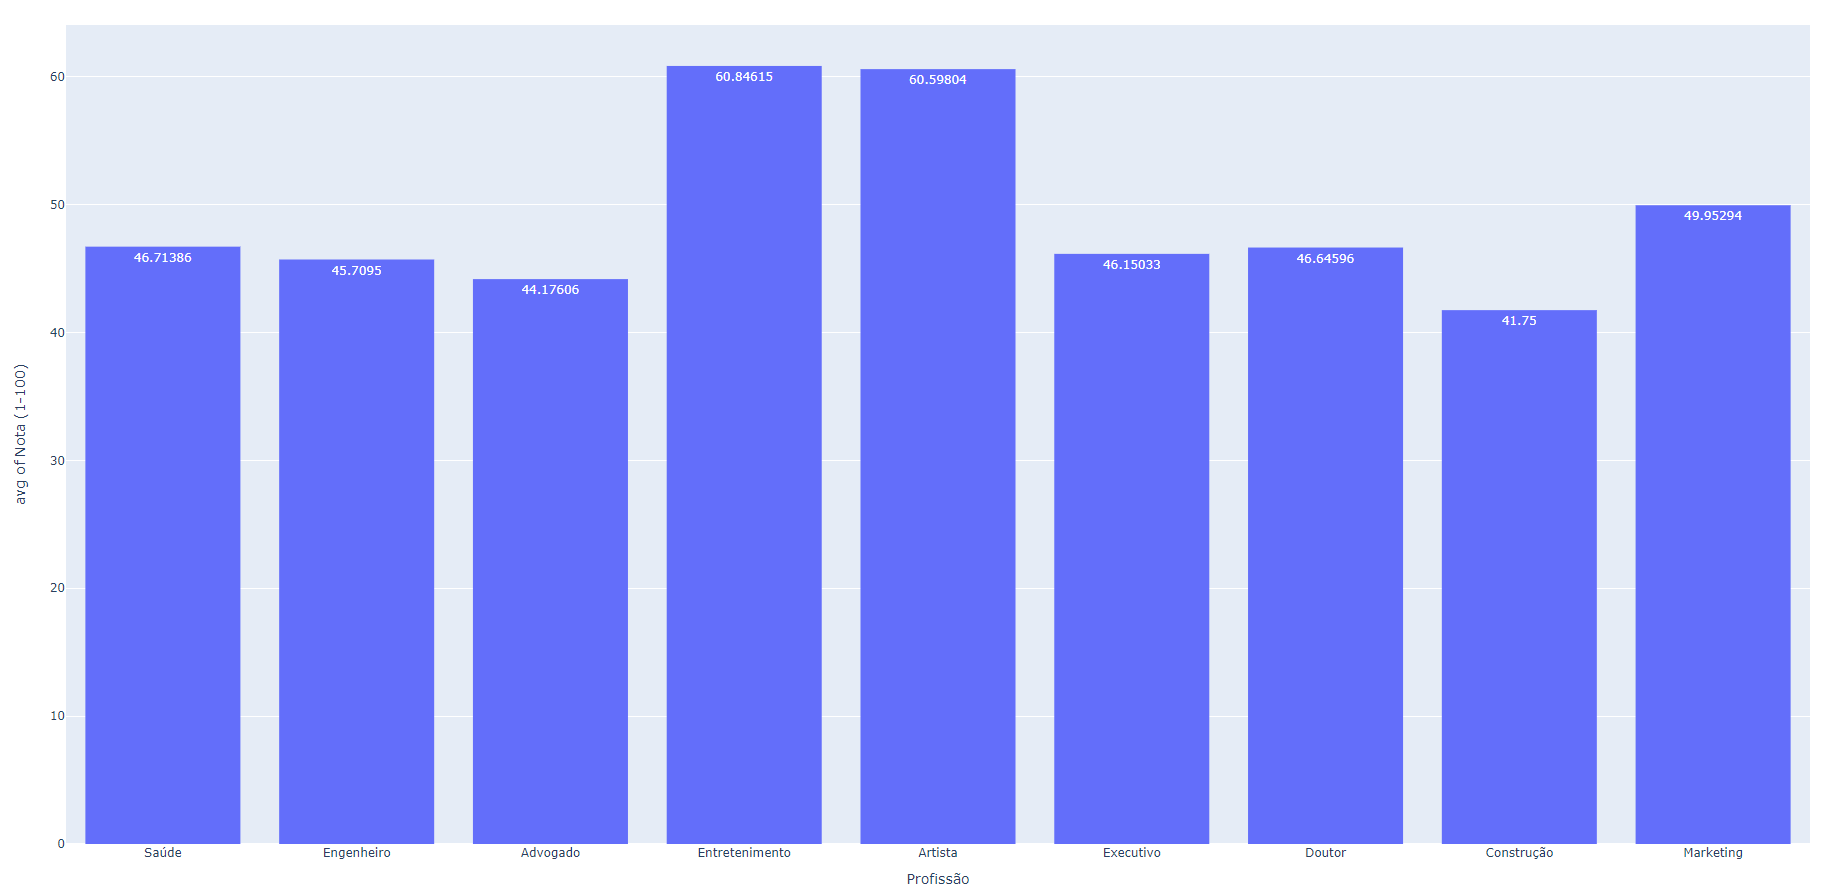 60
50
40
30
20
10
0
avg of Nota (1-100)
46.71386
45.7095
44.17606
60.84615
60.59804
46.15033
46.64596
41.75
49.95294
Saúde
Engenheiro
Advogado
Entretenimento
Artista
Executivo
Doutor
Construção
Marketing
Profissão